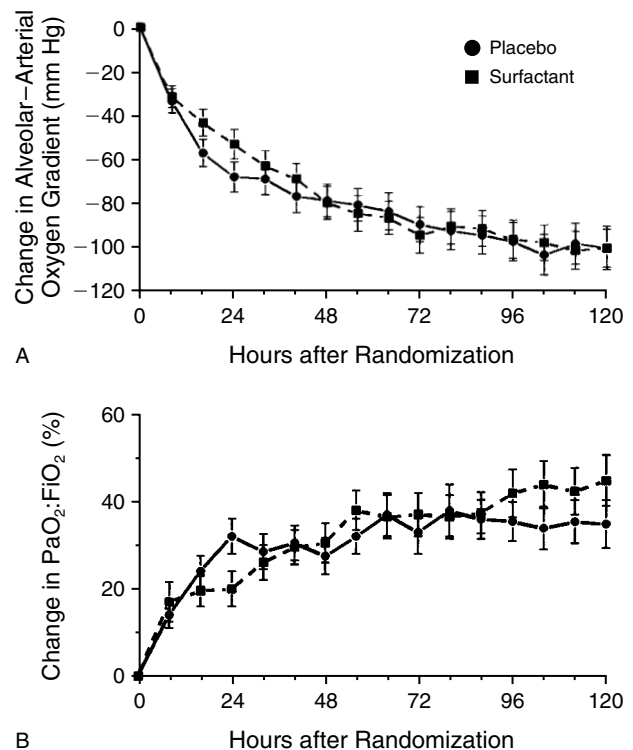 Change in Alveolar–Arterial
Oxygen Gradient (mm Hg)
0
−20
−40
−60
−80
−100
−120
Placebo
Surfactant
0 24 48 72 96 120
A
Hours after Randomization
Change in PaO₂:FiO₂ (%)
60
40
20
0
0 24 48 72 96 120
B
Hours after Randomization